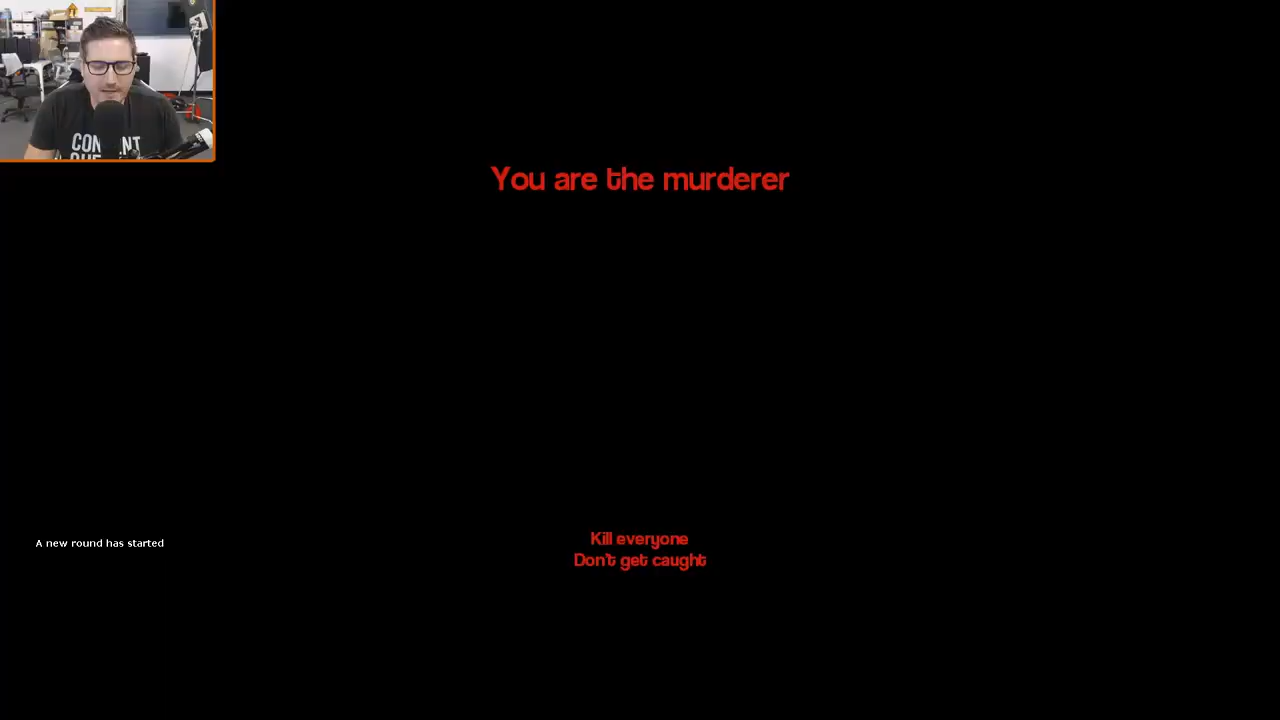 You are the murderer
Kill everyone
Don't get caught
A new round has started